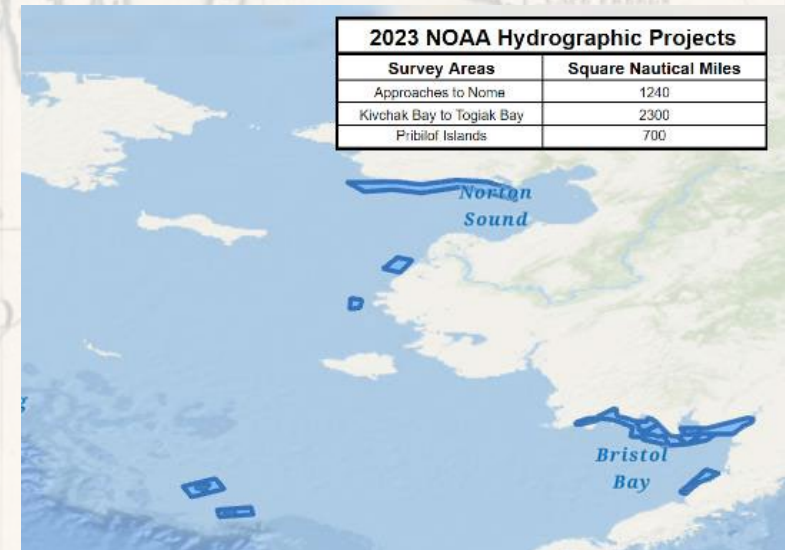 2023 NOAA Hydrographic Projects
Survey Areas Square Nautical Miles
Approaches to Nome 1240
Kivchak Bay to Togiak Bay 2300
Pribilof Islands 700
Norton
Sound
Bristol
Bay